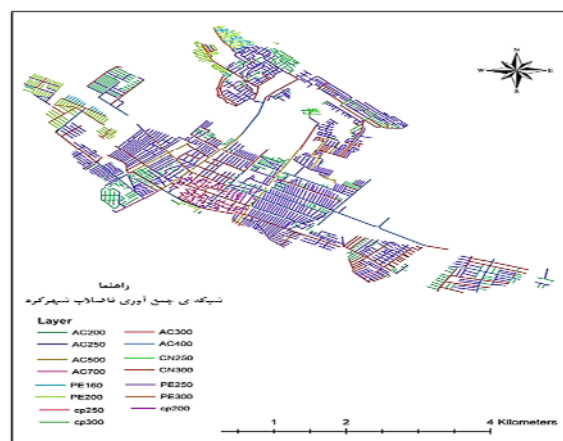 N
W E
S
راهنما
شبکه ی جمع آوری فاضلاب شهرکرد
Layer
AC200 AC300
AC250 AC400
AC500 CN250
AC700 CN300
PE160 PE250
PE200 PE300
cp250 cp200
cp300
1 2 4 Kilometers